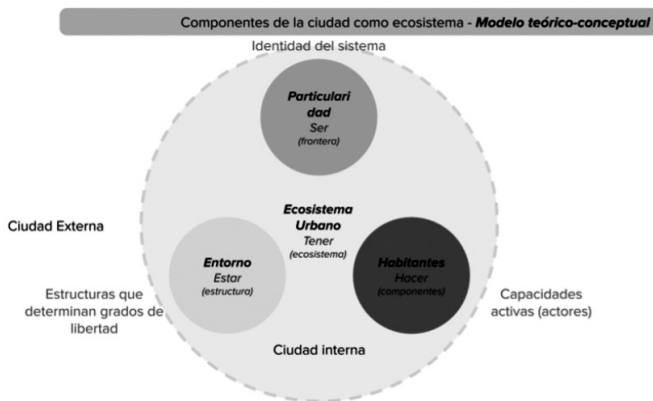 Componentes de la ciudad como ecosistema - Modelo teórico-conceptual
Identidad del sistema
Particulari
dad
Ser
(frontera)
Ciudad Externa
Ecosistema
Urbano
Tener
(ecosistema)
Entorno
Estar
(estructura)
Habitantes
Hacer
(componentes)
Estructuras que
determinan grados de
libertad
Capacidades
activas (actores)
Ciudad interna